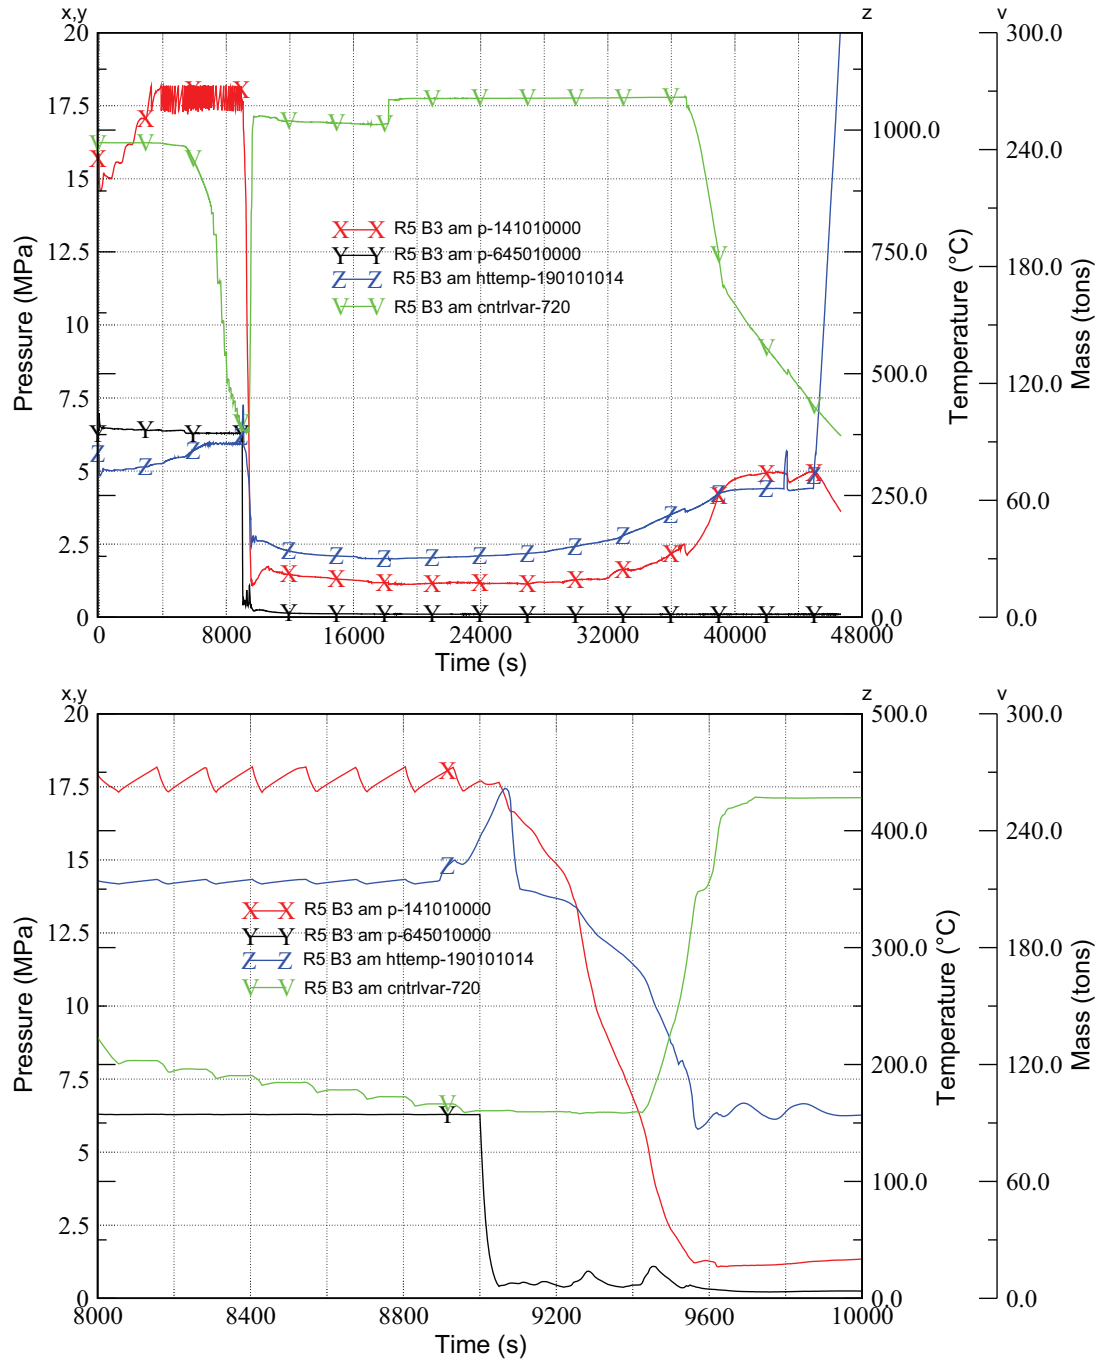 x,y
z
v
20
17.5
15
12.5
10
7.5
5
2.5
0
Pressure (MPa)
1000.0
750.0
500.0
250.0
0.0
Temperature (°C)
300.0
240.0
180.0
120.0
60.0
0.0
Mass (tons)
X X R5 B3 am p-141010000
Y Y R5 B3 am p-645010000
Z Z R5 B3 am httemp-190101014
V V R5 B3 am cntrlvar-720
0 8000 16000 24000 32000 40000 48000
Time (s)
x,y
z
v
20
17.5
15
12.5
10
7.5
5
2.5
0
Pressure (MPa)
500.0
400.0
300.0
200.0
100.0
0.0
Temperature (°C)
300.0
240.0
180.0
120.0
60.0
0.0
Mass (tons)
X X R5 B3 am p-141010000
Y Y R5 B3 am p-645010000
Z Z R5 B3 am httemp-190101014
V V R5 B3 am cntrlvar-720
8000 8400 8800 9200 9600 10000
Time (s)